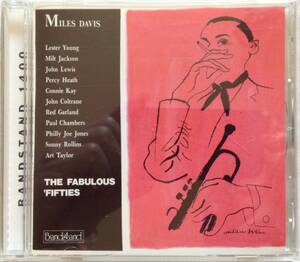 MILES DAVIS
Lester Young
Milt Jackson
John Lewis
Percy Heath
Connie Kay
John Coltrane
Red Garland
Paul Chambers
Philly Joe Jones
Sonny Rollins
Art Taylor
THE FABULOUS
'FIFTIES
BandStand
BANDSTAND